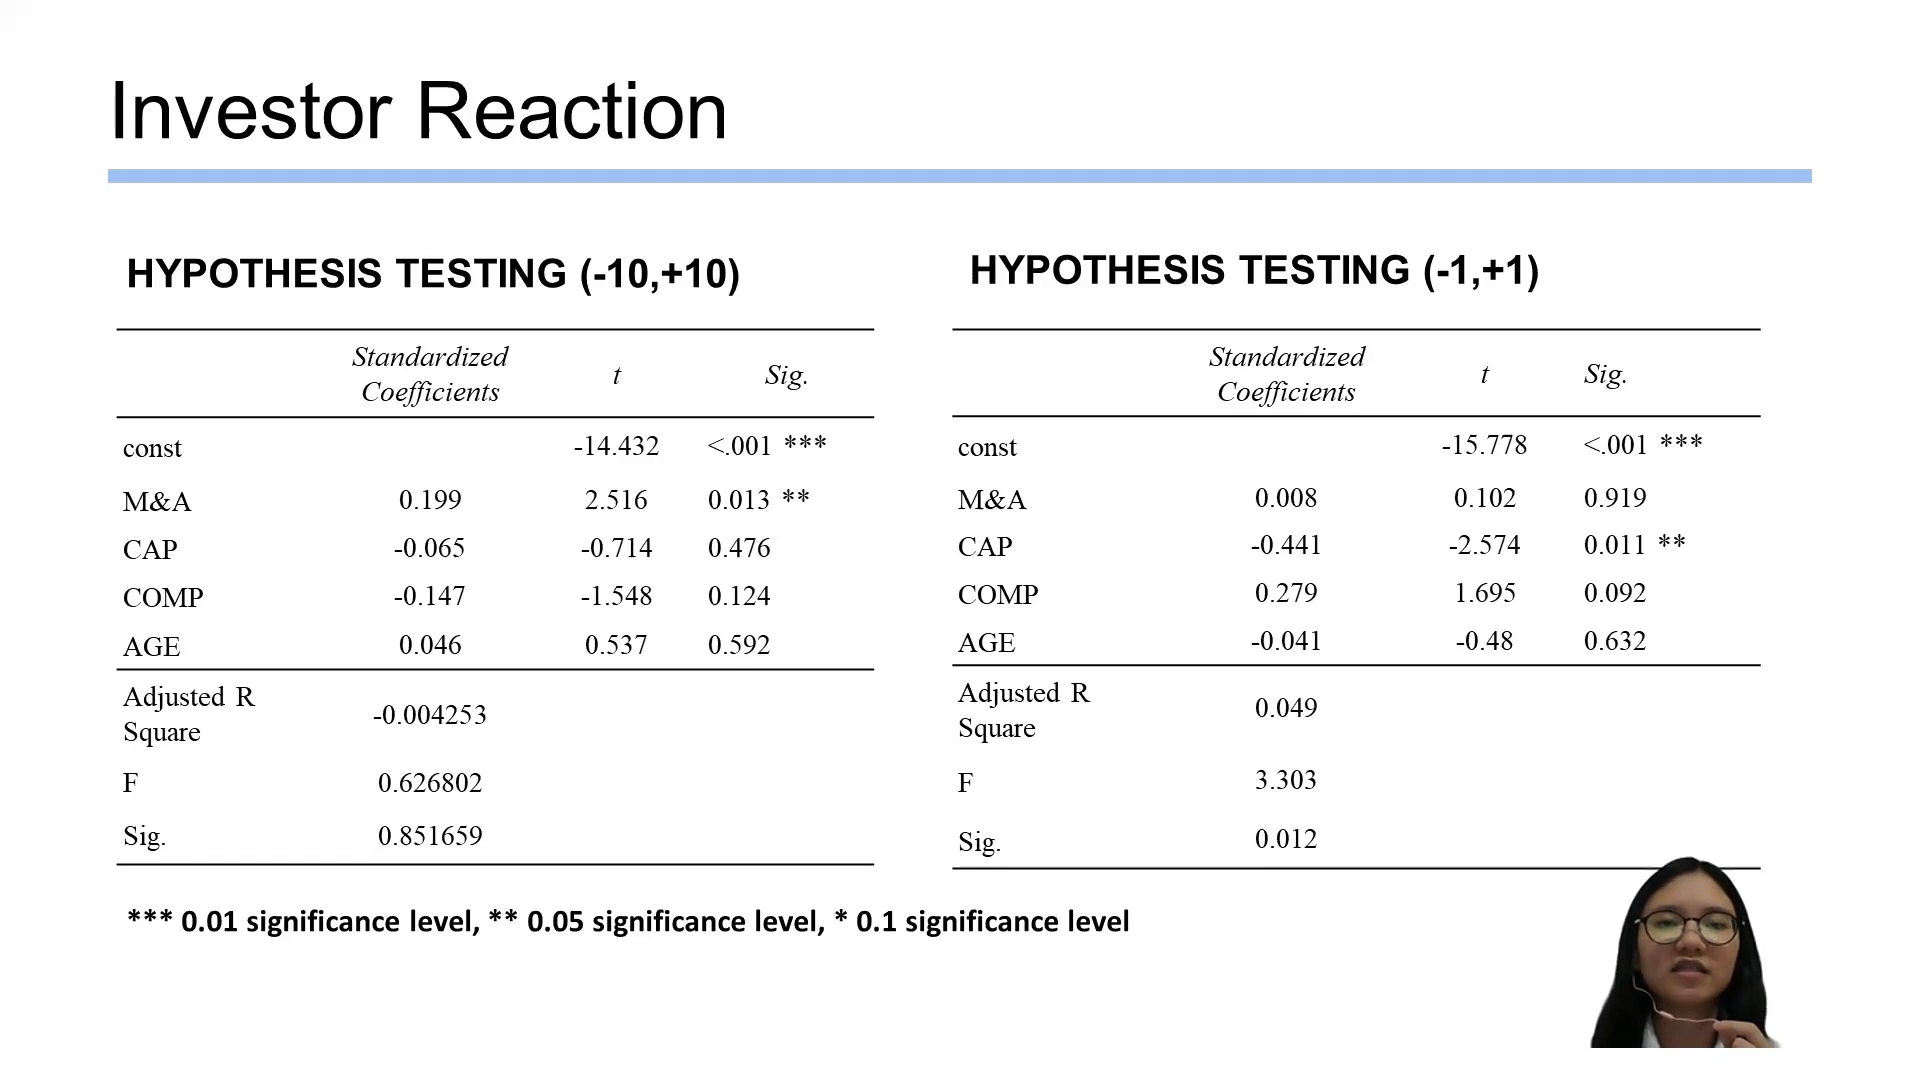 Investor Reaction
HYPOTHESIS TESTING (-10,+10)
Standardized
Coefficients t Sig.
const -14.432 <.001 ***
M&A 0.199 2.516 0.013 **
CAP -0.065 -0.714 0.476
COMP -0.147 -1.548 0.124
AGE 0.046 0.537 0.592
Adjusted R
Square -0.004253
F 0.626802
Sig. 0.851659
HYPOTHESIS TESTING (-1,+1)
Standardized
Coefficients t Sig.
const -15.778 <.001 ***
M&A 0.008 0.102 0.919
CAP -0.441 -2.574 0.011 **
COMP 0.279 1.695 0.092
AGE -0.041 -0.48 0.632
Adjusted R
Square 0.049
F 3.303
Sig. 0.012
*** 0.01 significance level, ** 0.05 significance level, * 0.1 significance level